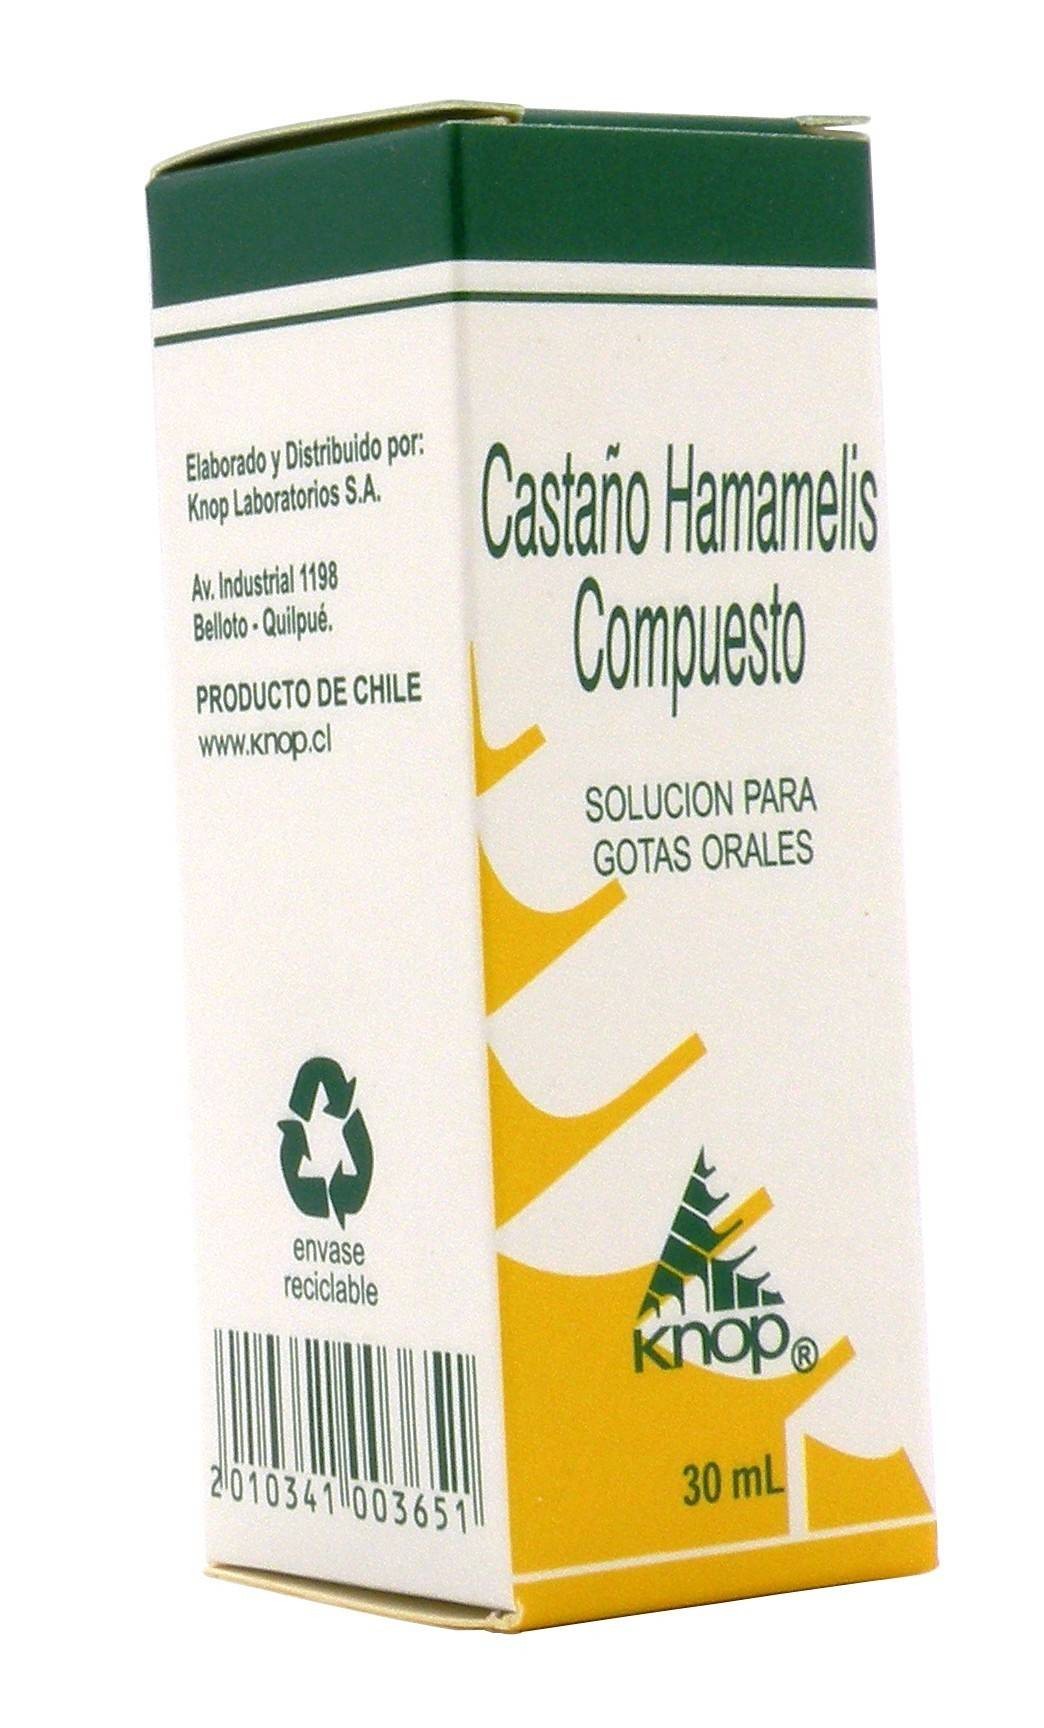 Elaborado y Distribuido por:
Knop Laboratorios S.A.
Av. Industrial 1198
Belloto - Quilpué.
PRODUCTO DE CHILE
www.knop.cl
envase
reciclable
2 010341 003651
Castaño Hamamelis
Compuesto
SOLUCION PARA
GOTAS ORALES
knop®
30 mL